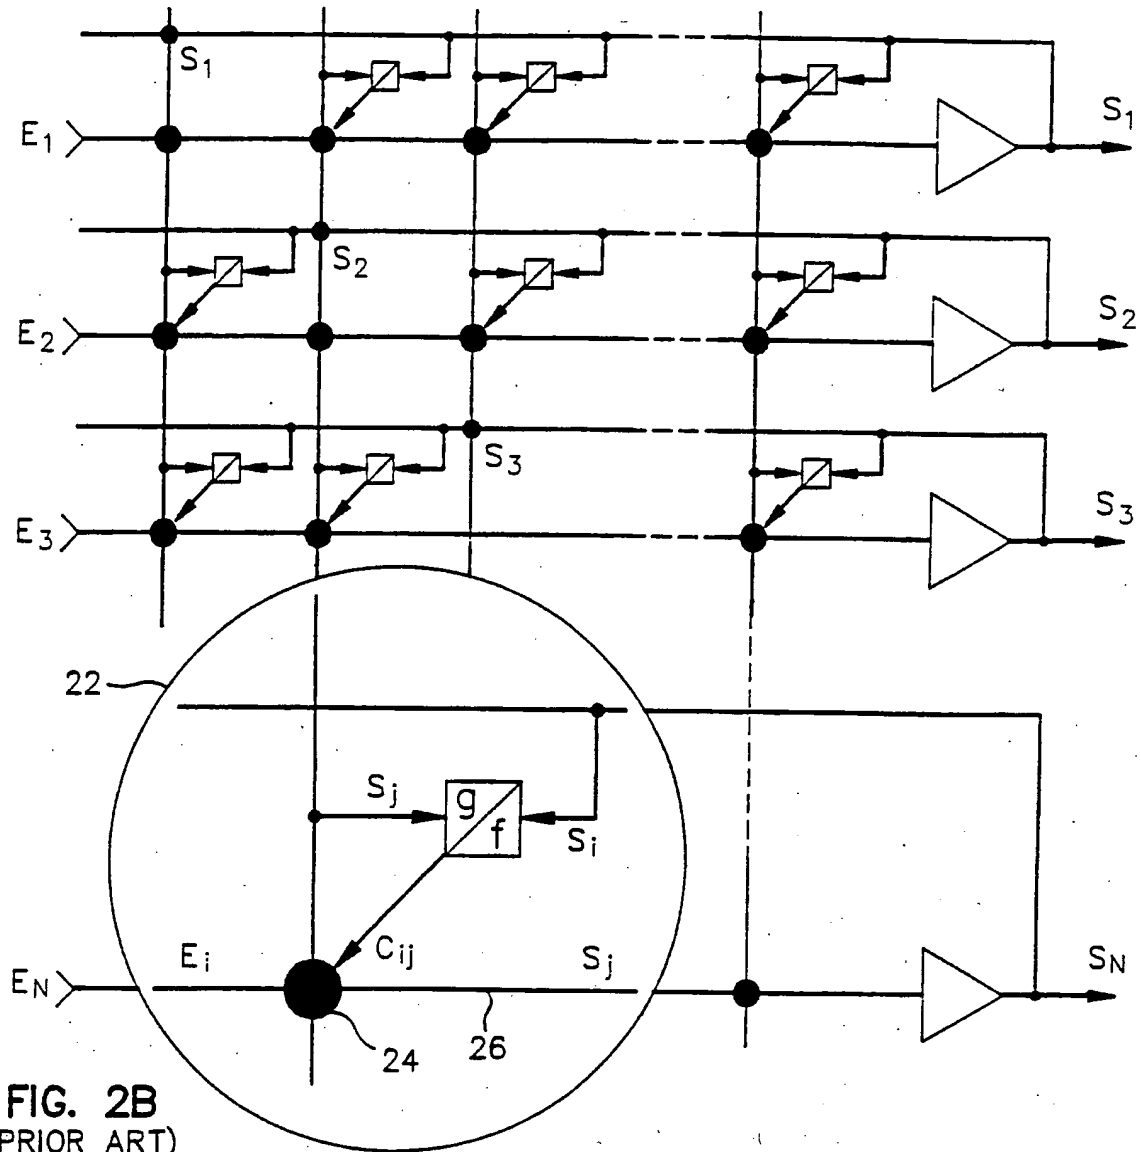 S1
E1
S1
S2
E2
S2
S3
E3
S3
22
Sj
g
f
Si
Cij
Ei
Sj
EN
SN
24
26
FIG. 2B
PRIOR ART)